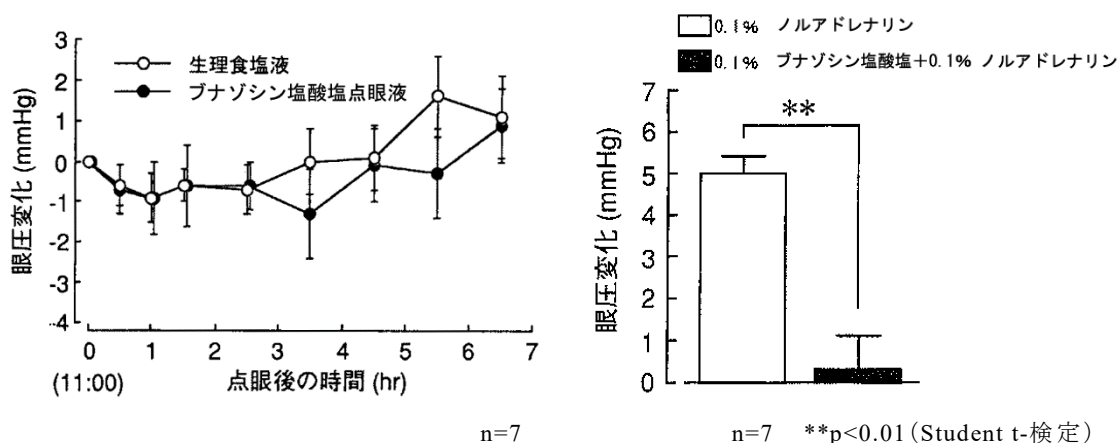 3
2
1
0
-1
-2
-3
-4
眼圧変化 (mmHg)
生理食塩液
ブナゾシン塩酸塩点眼液
0 1 2 3 4 5 6 7
(11:00) 点眼後の時間 (hr)
n=7
0.1% ノルアドレナリン
0.1% ブナゾシン塩酸塩+0.1% ノルアドレナリン
7
6
5
4
3
2
1
0
眼圧変化 (mmHg)
**
n=7 **p<0.01(Student t-検定)